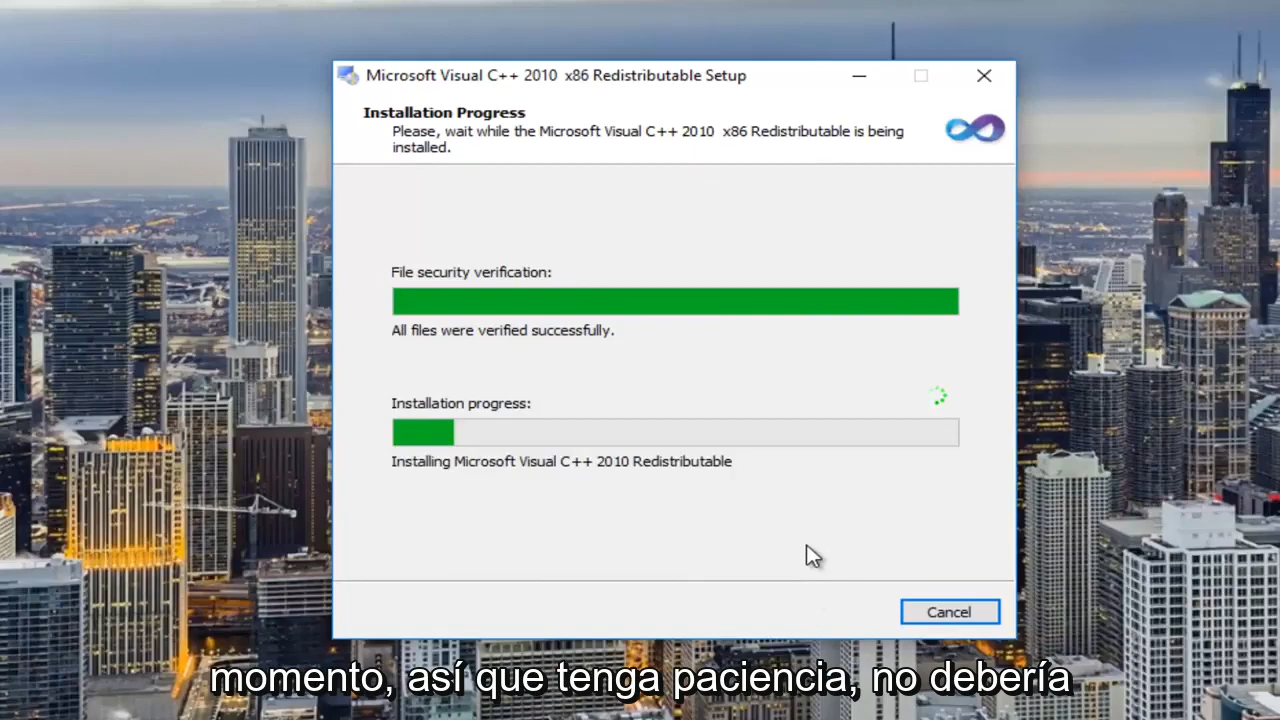 Microsoft Visual C++ 2010  x86 Redistributable Setup
Installation Progress
Please, wait while the Microsoft Visual C++ 2010  x86 Redistributable is being
installed.
File security verification:
All files were verified successfully.
Installation progress:
Installing Microsoft Visual C++ 2010 Redistributable
Cancel
momento, así que tenga paciencia, no debería